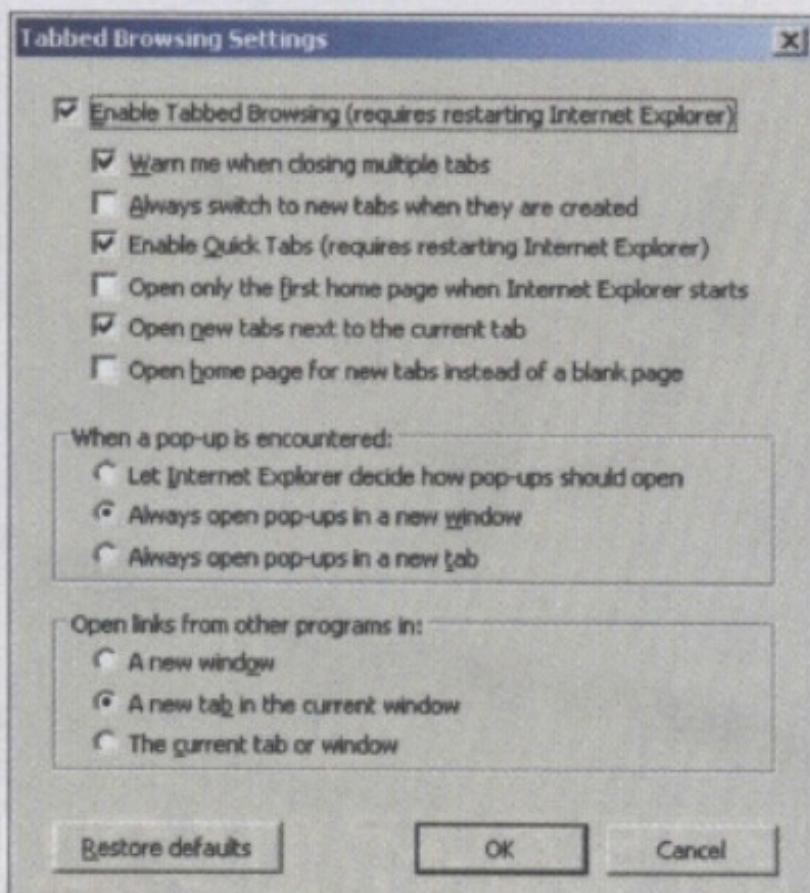 Tabbed Browsing Settings
Enable Tabbed Browsing (requires restarting Internet Explorer)
Warn me when closing multiple tabs
Always switch to new tabs when they are created
Enable Quick Tabs (requires restarting Internet Explorer)
Open only the first home page when Internet Explorer starts
Open new tabs next to the current tab
Open home page for new tabs instead of a blank page
When a pop-up is encountered:
Let Internet Explorer decide how pop-ups should open
Always open pop-ups in a new window
Always open pop-ups in a new tab
Open links from other programs in:
A new window
A new tab in the current window
The current tab or window
Restore defaults
OK
Cancel